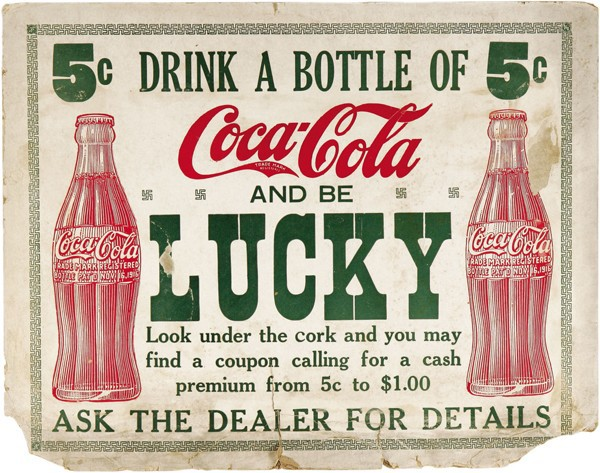 5c DRINK A BOTTLE OF 5c
Coca-Cola
TRADE MARK
AND BE
LUCKY
Look under the cork and you may
find a coupon calling for a cash
premium from 5c to $1.00
ASK THE DEALER FOR DETAILS
Coca-Cola
TRADE MARK REGISTERED
BOTTLE PAT'D NOV 16, 1915
Coca-Cola
TRADE MARK REGISTERED
BOTTLE PAT'D NOV 16, 1915